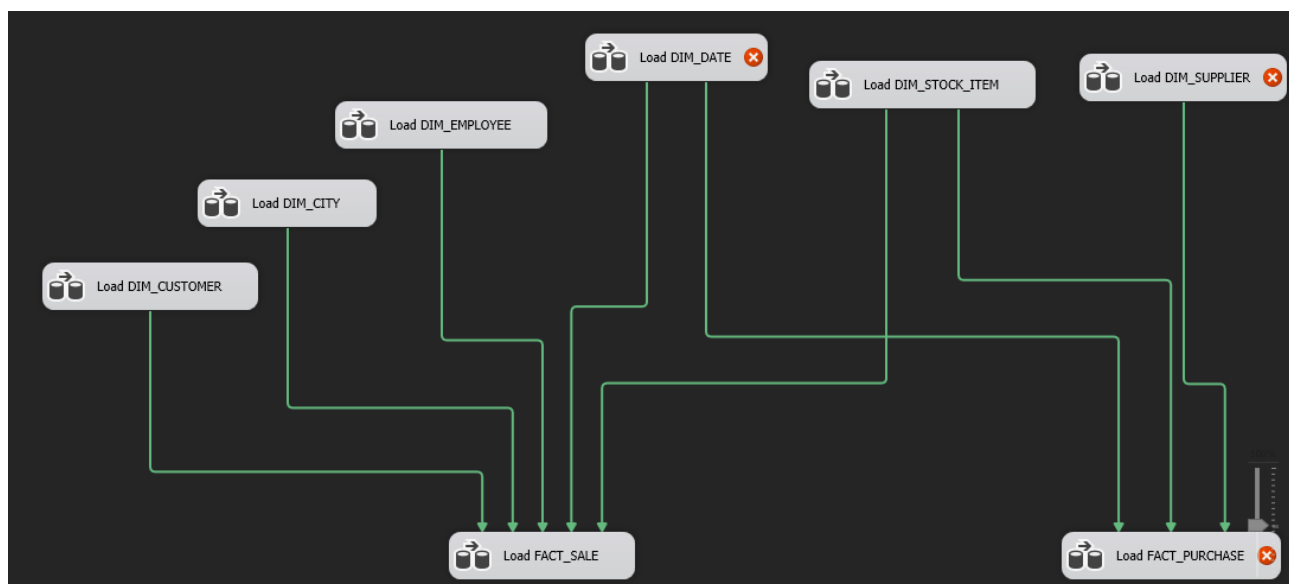 Load DIM_DATE
Load DIM_STOCK_ITEM
Load DIM_SUPPLIER
Load DIM_EMPLOYEE
Load DIM_CITY
Load DIM_CUSTOMER
Load FACT_SALE
Load FACT_PURCHASE